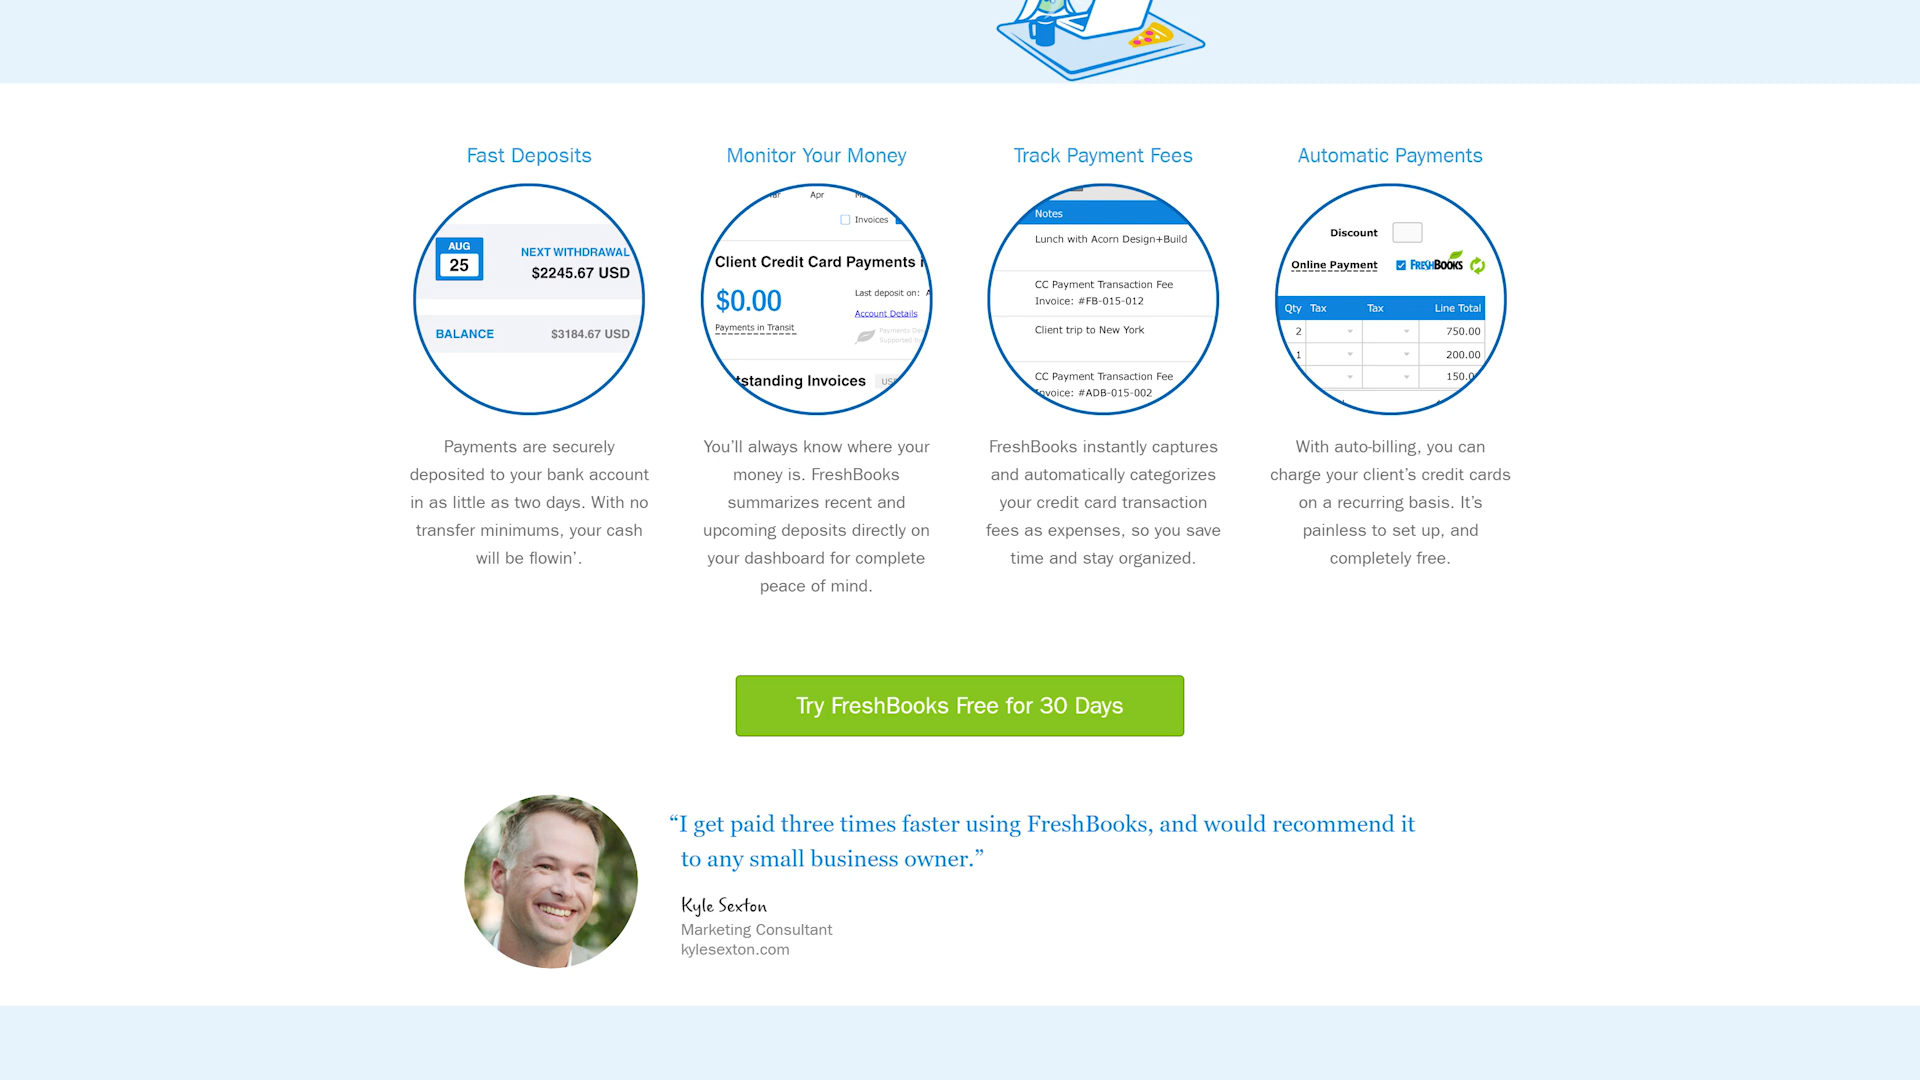 Fast Deposits
AUG
25
NEXT WITHDRAWAL
$2245.67 USD
BALANCE
$3184.67 USD
Payments are securely
deposited to your bank account
in as little as two days. With no
transfer minimums, your cash
will be flowin’.
Monitor Your Money
Apr
Invoices
Client Credit Card Payments
$0.00
Last deposit on:
Payments in Transit
Account Details
Payments
Supported
Invoices
You’ll always know where your
money is. FreshBooks
summarizes recent and
upcoming deposits directly on
your dashboard for complete
peace of mind.
Track Payment Fees
Notes
Lunch with Acorn Design+Build
CC Payment Transaction Fee
Invoice: #FB-015-012
Client trip to New York
CC Payment Transaction Fee
#ADB-015-002
FreshBooks instantly captures
and automatically categorizes
your credit card transaction
fees as expenses, so you save
time and stay organized.
Automatic Payments
Discount
Online Payment FRESHBOOKS
Qty Tax Tax Line Total
2 750.00
1 200.00
With auto-billing, you can
charge your client’s credit cards
on a recurring basis. It’s
painless to set up, and
completely free.
Try FreshBooks Free for 30 Days
“I get paid three times faster using FreshBooks, and would recommend it
to any small business owner.”
Kyle Sexton
Marketing Consultant
kylesexton.com